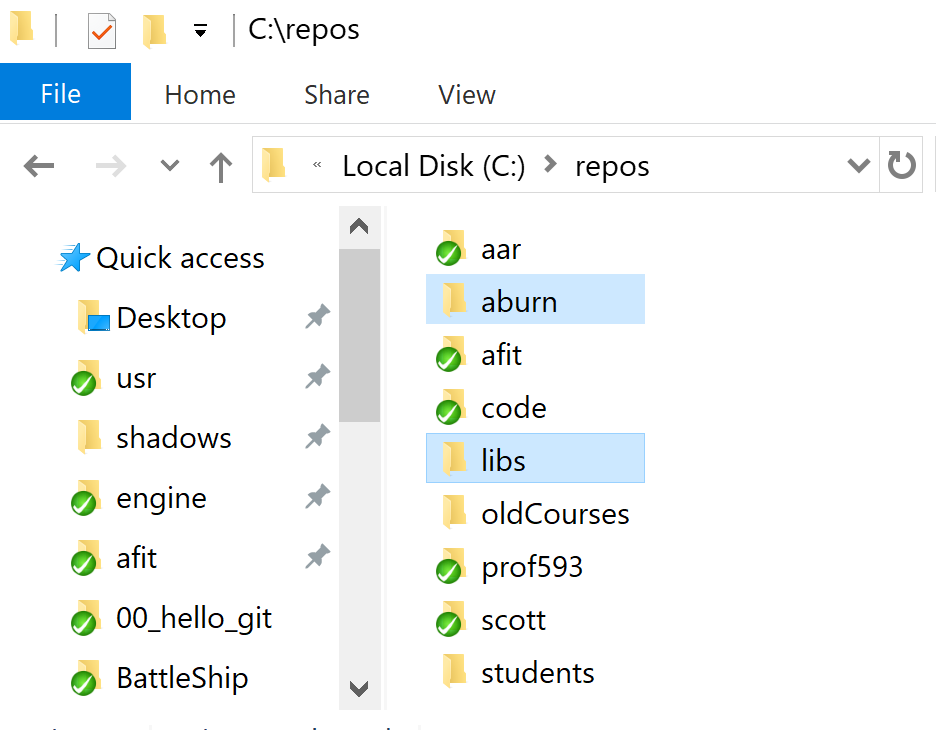 C:\repos
File Home Share View
« Local Disk (C:) > repos
Quick access
Desktop
usr
shadows
engine
afit
00_hello_git
BattleShip
aar
aburn
afit
code
libs
oldCourses
prof593
scott
students